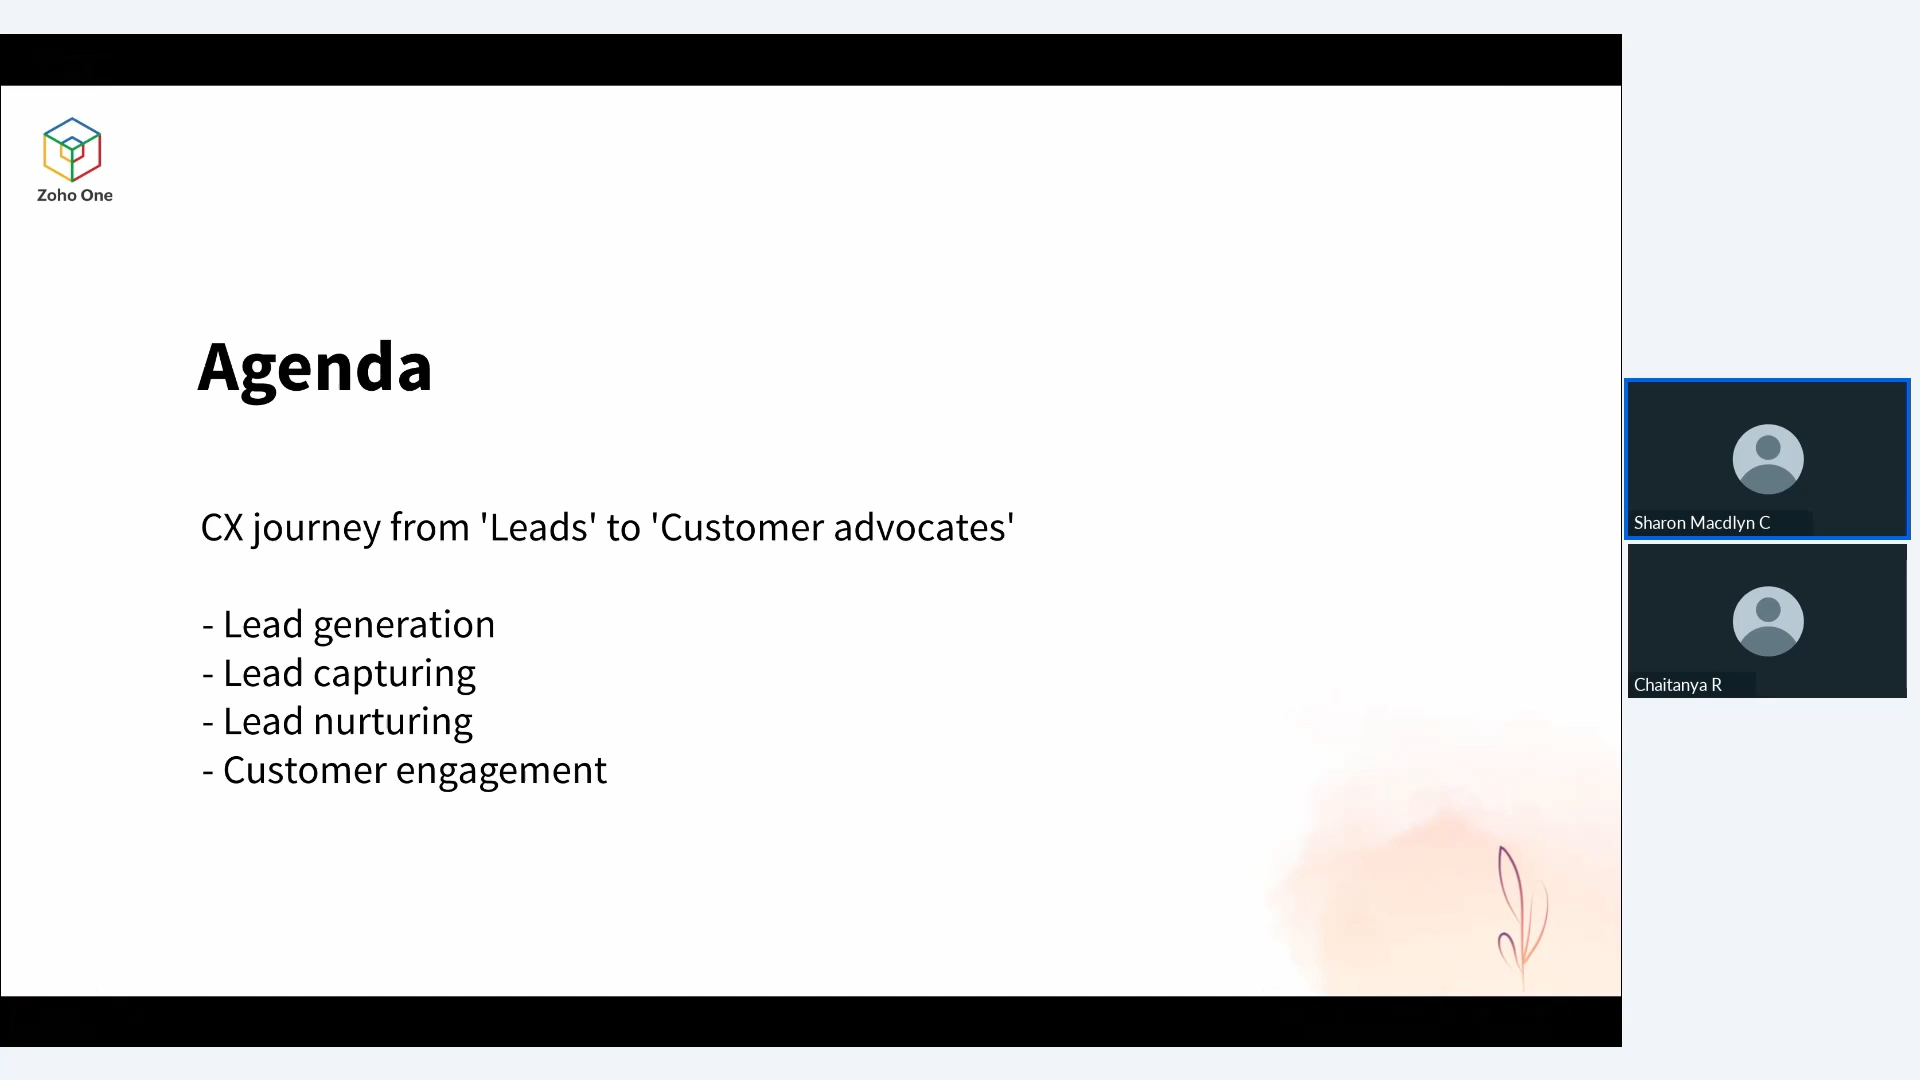 Zoho One
Agenda
CX journey from 'Leads' to 'Customer advocates'
- Lead generation
- Lead capturing
- Lead nurturing
- Customer engagement
Sharon Macdlyn C
Chaitanya R